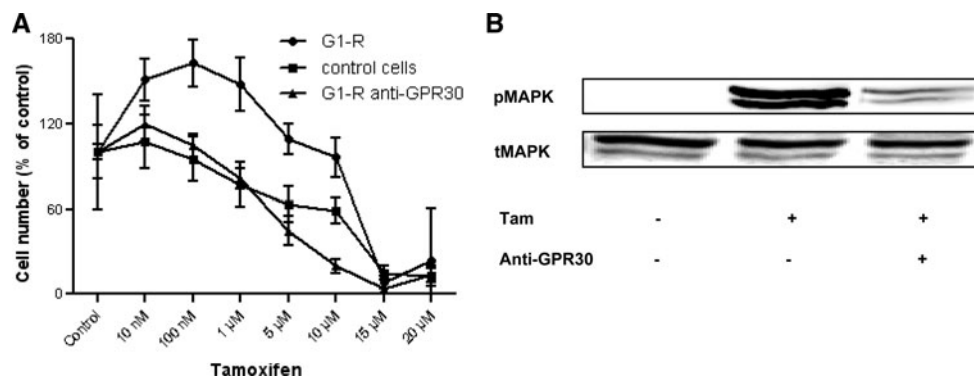 A
180
120
60
0
Cell number (% of control)
G1-R
control cells
G1-R anti-GPR30
Control
10 nM
100 nM
1 µM
5 µM
10 µM
15 µM
20 µM
Tamoxifen
B
pMAPK
tMAPK
Tam - + +
Anti-GPR30 - - +